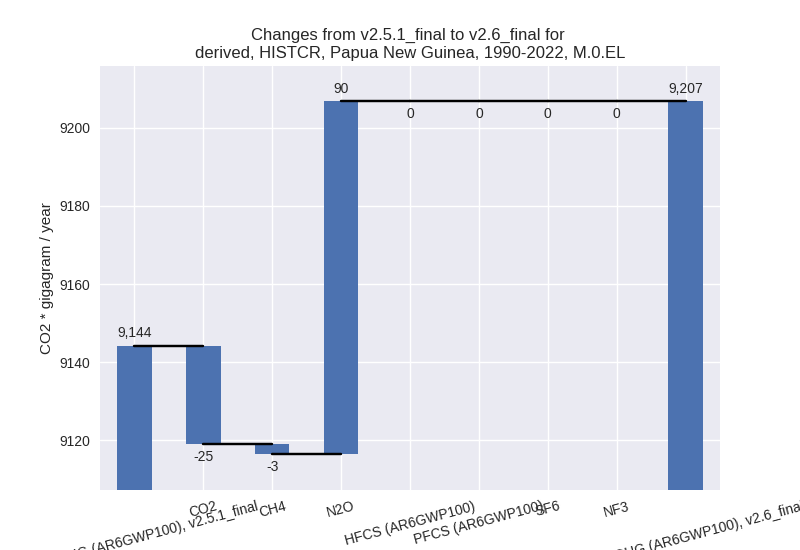 Changes from v2.5.1_final to v2.6_final for
derived, HISTCR, Papua New Guinea, 1990-2022, M.0.EL
CO2 * gigagram / year
9200
9180
9160
9140
9120
9,144
-25
-3
90
0
0
0
0
9,207
(AR6GWP100), v2.5.1_final
CO2
CH4
N2O
HFCS (AR6GWP100)
PFCS (AR6GWP100)
SF6
NF3
(AR6GWP100), v2.6_final